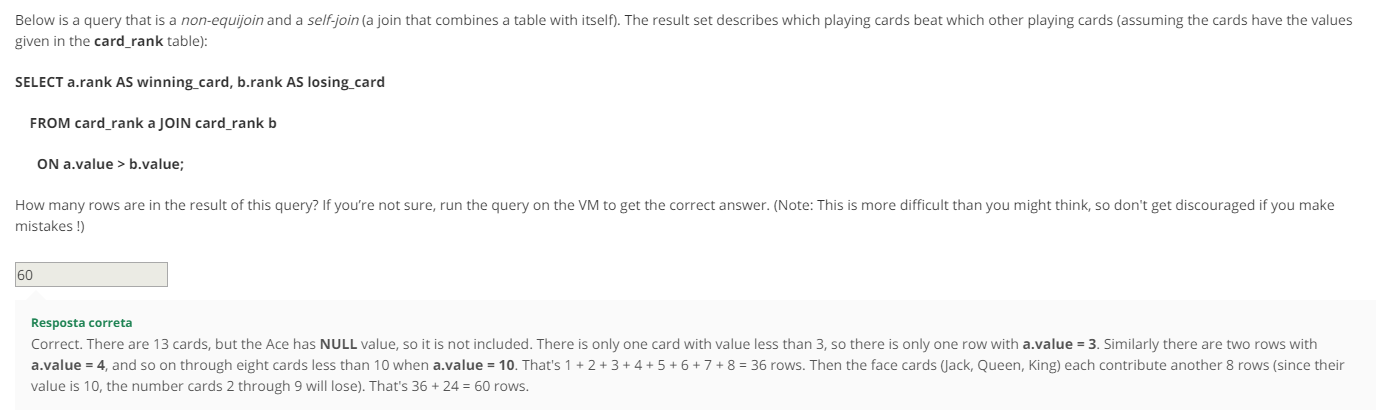 Below is a query that is a non-equijoin and a self-join (a join that combines a table with itself). The result set describes which playing cards beat which other playing cards (assuming the cards have the values
given in the card_rank table):
SELECT a.rank AS winning_card, b.rank AS losing_card
FROM card_rank a JOIN card_rank b
ON a.value > b.value;
How many rows are in the result of this query? If you're not sure, run the query on the VM to get the correct answer. (Note: This is more difficult than you might think, so don't get discouraged if you make
mistakes !)
60
Resposta correta
Correct. There are 13 cards, but the Ace has NULL value, so it is not included. There is only one card with value less than 3, so there is only one row with a.value = 3. Similarly there are two rows with
a.value = 4, and so on through eight cards less than 10 when a.value = 10. That's 1 + 2 + 3 + 4 + 5 + 6 + 7 + 8 = 36 rows. Then the face cards (Jack, Queen, King) each contribute another 8 rows (since their
value is 10, the number cards 2 through 9 will lose). That's 36 + 24 = 60 rows.